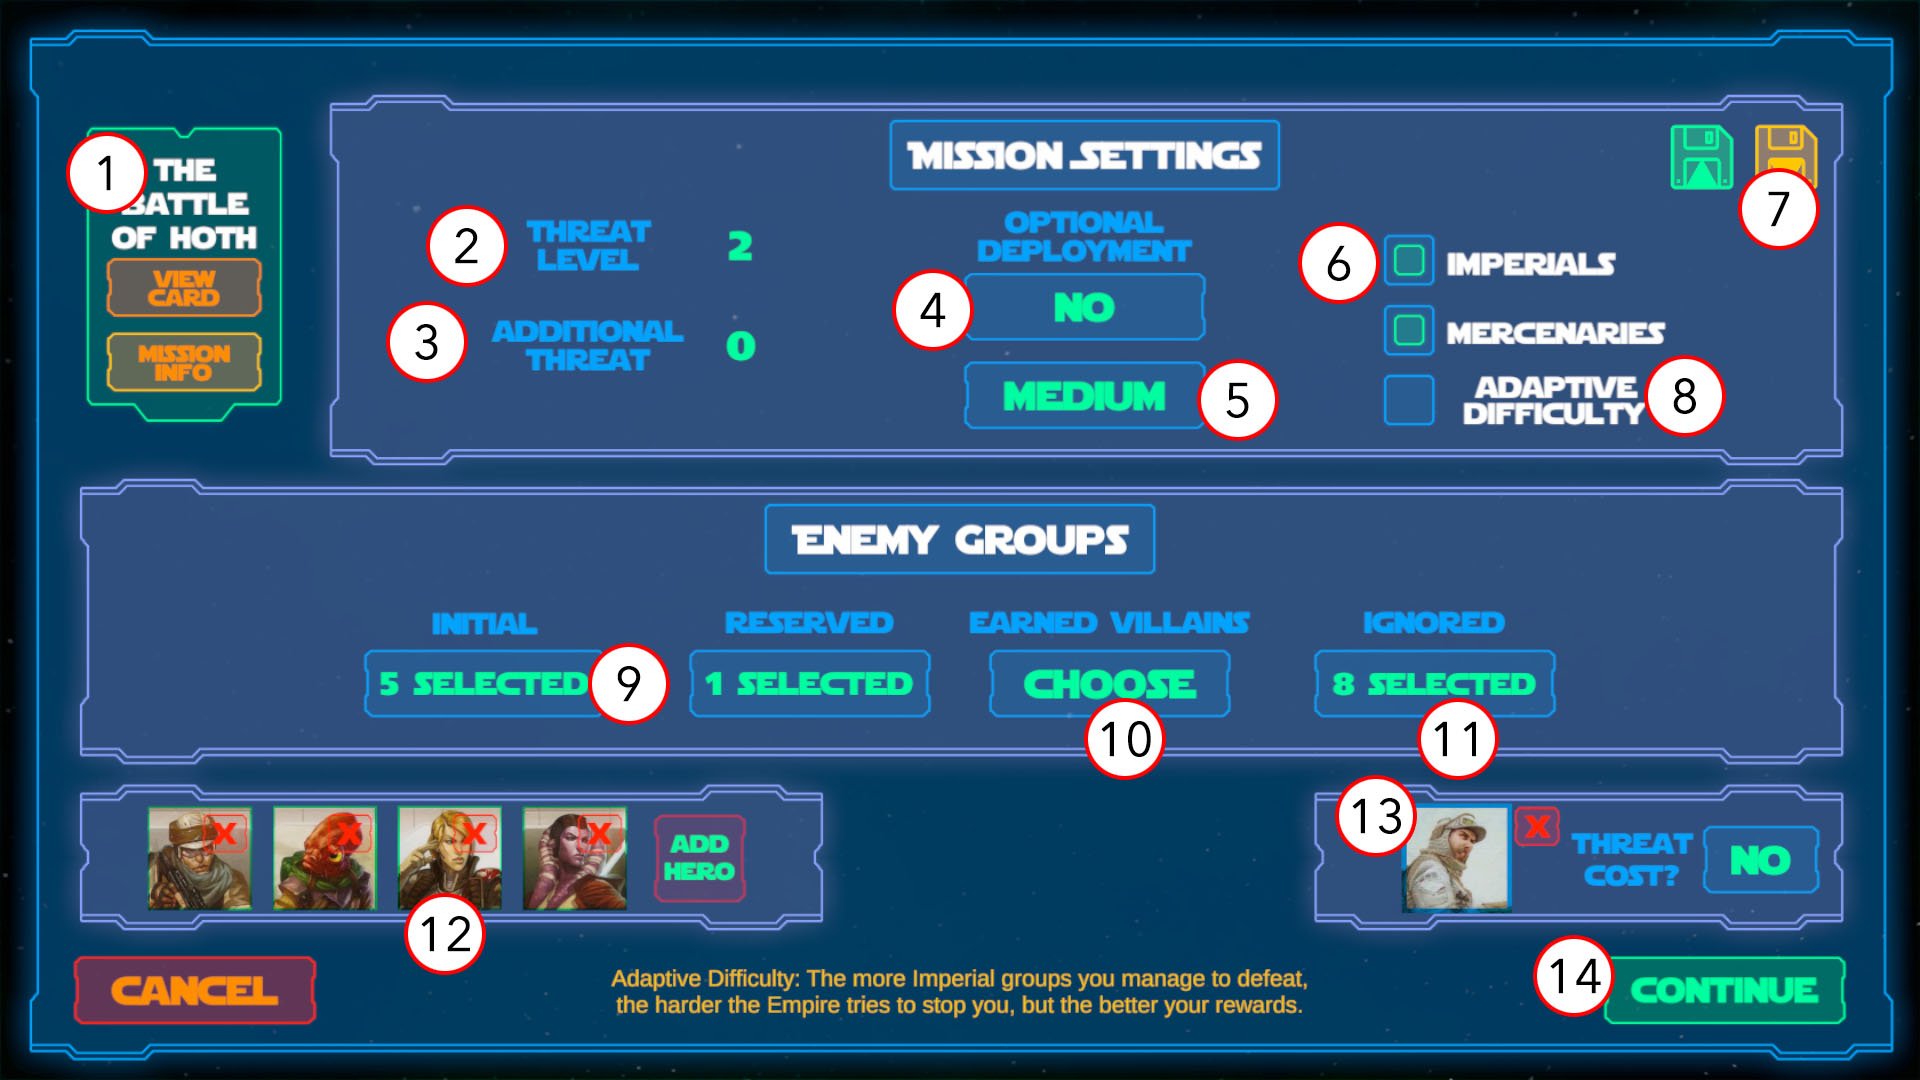 1
THE
BATTLE
OF HOTH
VIEW
CARD
MISSION
INFO
MISSION SETTINGS
7
2
THREAT
LEVEL
2
3
ADDITIONAL
THREAT
0
OPTIONAL
DEPLOYMENT
4
NO
MEDIUM
5
6
IMPERIALS
MERCENARIES
ADAPTIVE
DIFFICULTY
8
ENEMY GROUPS
INITIAL
5 SELECTED
9
RESERVED
1 SELECTED
EARNED VILLAINS
CHOOSE
10
IGNORED
8 SELECTED
11
X
X
X
X
ADD
HERO
12
13
X
THREAT
COST?
NO
CANCEL
Adaptive Difficulty: The more Imperial groups you manage to defeat,
the harder the Empire tries to stop you, but the better your rewards.
14
CONTINUE